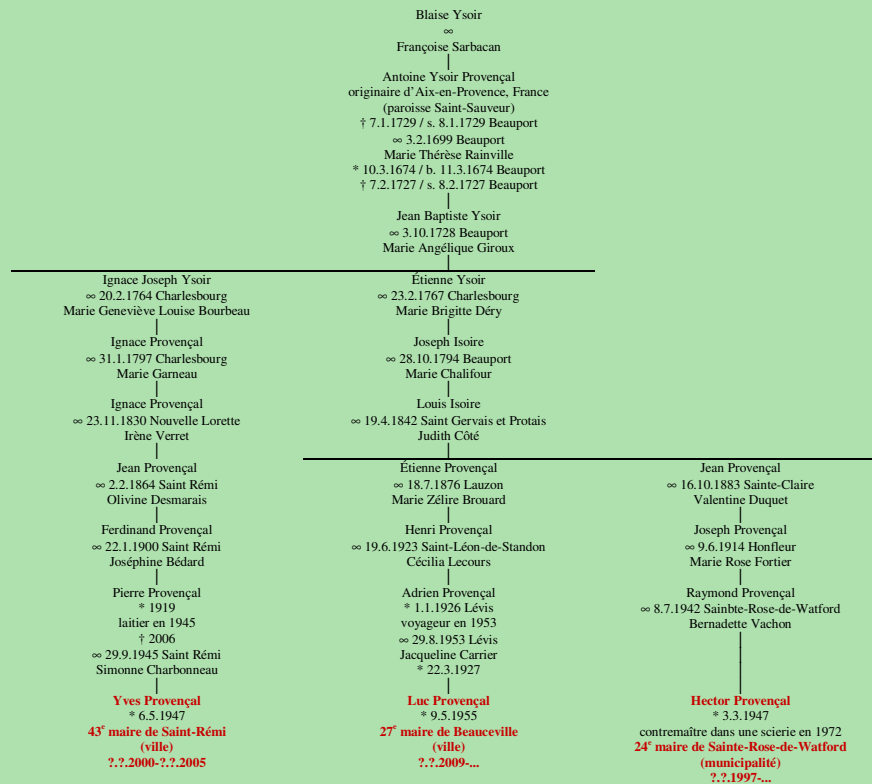 Blaise Ysoir
∞
Françoise Sarbacan
Antoine Ysoir Provençal
originaire d'Aix-en-Provence, France
(paroisse Saint-Sauveur)
† 7.1.1729 / s. 8.1.1729 Beauport
∞ 3.2.1699 Beauport
Marie Thérèse Rainville
* 10.3.1674 / b. 11.3.1674 Beauport
† 7.2.1727 / s. 8.2.1727 Beauport
Jean Baptiste Ysoir
∞ 3.10.1728 Beauport
Marie Angélique Giroux
Ignace Joseph Ysoir
∞ 20.2.1764 Charlesbourg
Marie Geneviève Louise Bourbeau
Ignace Provençal
∞ 31.1.1797 Charlesbourg
Marie Garneau
Ignace Provençal
∞ 23.11.1830 Nouvelle Lorette
Irène Verret
Jean Provençal
∞ 2.2.1864 Saint Rémi
Olivine Desmarais
Ferdinand Provençal
∞ 22.1.1900 Saint Rémi
Joséphine Bédard
Pierre Provençal
* 1919
laitier en 1945
† 2006
∞ 29.9.1945 Saint Rémi
Simonne Charbonneau
Yves Provençal
* 6.5.1947
43e maire de Saint-Rémi
(ville)
?.?.2000-?.?.2005
Étienne Ysoir
∞ 23.2.1767 Charlesbourg
Marie Brigitte Déry
Joseph Isoire
∞ 28.10.1794 Beauport
Marie Chalifour
Louis Isoire
∞ 19.4.1842 Saint Gervais et Protais
Judith Côté
Étienne Provençal
∞ 18.7.1876 Lauzon
Marie Zélire Brouard
Henri Provençal
∞ 19.6.1923 Saint-Léon-de-Standon
Cécilia Lecours
Adrien Provençal
* 1.1.1926 Lévis
voyageur en 1953
∞ 29.8.1953 Lévis
Jacqueline Carrier
* 22.3.1927
Luc Provençal
* 9.5.1955
27e maire de Beauceville
(ville)
?.?.2009-...
Jean Provençal
∞ 16.10.1883 Sainte-Claire
Valentine Duquet
Joseph Provençal
∞ 9.6.1914 Honfleur
Marie Rose Fortier
Raymond Provençal
∞ 8.7.1942 Sainbte-Rose-de-Watford
Bernadette Vachon
Hector Provençal
* 3.3.1947
contremaître dans une scierie en 1972
24e maire de Sainte-Rose-de-Watford
(municipalité)
?.?.1997-...